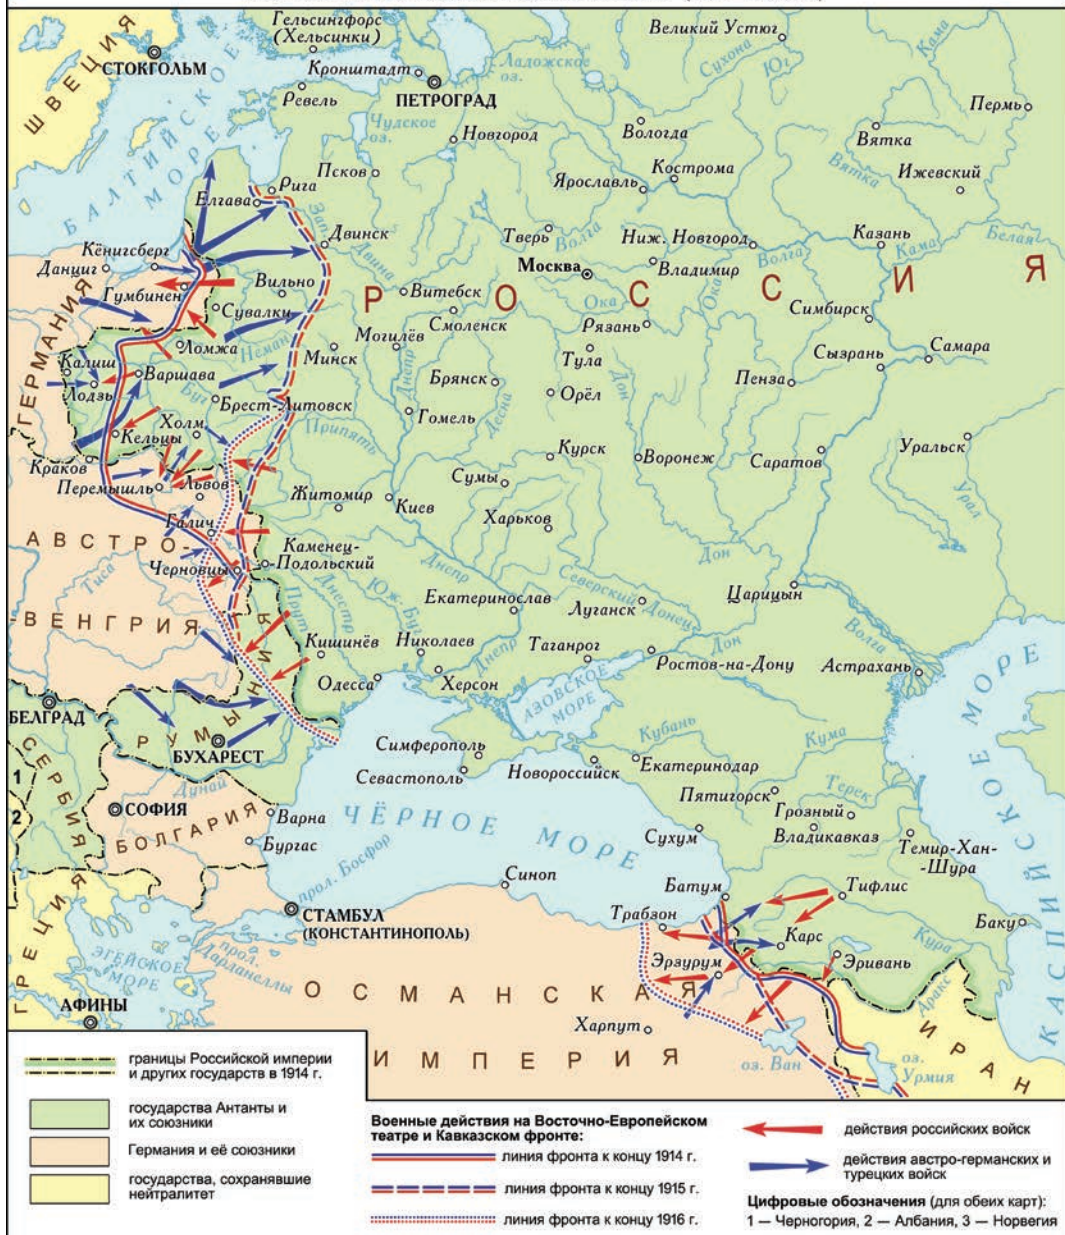 ШВЕЦИЯ
СТОКГОЛЬМ
БАЛТИЙСКОЕ МОРЕ
Гельсингфорс
(Хельсинки)
Кронштадт
ПЕТРОГРАД
Ревель
Ладожское
оз.
Чудское
оз.
Новгород
Псков
Великий Устюг
Сухона
Юг
Кама
Пермь
Вологда
Вятка
Вятка
Ижевский
Кострома
Ярославль
Рига
Елгава
Зап. Двина
Двинск
Тверь
Волга
Ниж. Новгород
Волга
Казань
Кама
Белая
Кёнигсберг
Данциг
Гумбинен
Вильно
Москва
Владимир
РОССИЯ
Витебск
Ока
Ока
Симбирск
ГЕРМАНИЯ
Сувалки
Смоленск
Рязань
Могилёв
Ломжа
Неман
Минск
Тула
Сызрань
Самара
Калиш
Варшава
Днепр
Брянск
Дон
Пенза
Лодзь
Буг
Брест-Литовск
Орёл
Десна
Гомель
Холм
Кельцы
Припять
Курск
Воронеж
Саратов
Уральск
Урал
Краков
Перемышль
Львов
Сумы
Житомир
Киев
Харьков
Галич
АВСТРО-
-ВЕНГРИЯ
Каменец-
-Подольский
Тиса
Черновцы
Днепр
Дон
Северский Донец
Царицын
Прут
Днестр
Юж. Буг
Екатеринослав
Луганск
Волга
Кишинёв
Николаев
Днепр
Таганрог
Дон
Ростов-на-Дону
Астрахань
Одесса
Херсон
АЗОВСКОЕ
МОРЕ
БЕЛГРАД
РУМЫНИЯ
БУХАРЕСТ
Кубань
Кума
Симферополь
Севастополь
Новороссийск
Екатеринодар
Пятигорск
Терек
Грозный
Владикавказ
Темир-Хан-
-Шура
КАСПИЙСКОЕ МОРЕ
СЕРБИЯ
1
2
Дунай
СОФИЯ
БОЛГАРИЯ
Варна
Бургас
ЧЁРНОЕ МОРЕ
Сухум
прол. Босфор
Синоп
Батум
Тифлис
ГРЕЦИЯ
СТАМБУЛ
(КОНСТАНТИНОПОЛЬ)
Трабзон
Карс
Кура
Баку
ЭГЕЙСКОЕ
МОРЕ
прол.
Дарданеллы
Эрзурум
Эривань
Аракс
АФИНЫ
ОСМАНСКАЯ
ИМПЕРИЯ
Харпут
оз. Ван
оз.
Урмия
ИРАН
границы Российской империи
и других государств в 1914 г.
государства Антанты и
их союзники
Германия и её союзники
государства, сохранявшие
нейтралитет
Военные действия на Восточно-Европейском
театре и Кавказском фронте:
линия фронта к концу 1914 г.
линия фронта к концу 1915 г.
линия фронта к концу 1916 г.
действия российских войск
действия австро-германских и
турецких войск
Цифровые обозначения (для обеих карт):
1 — Черногория, 2 — Албания, 3 — Норвегия